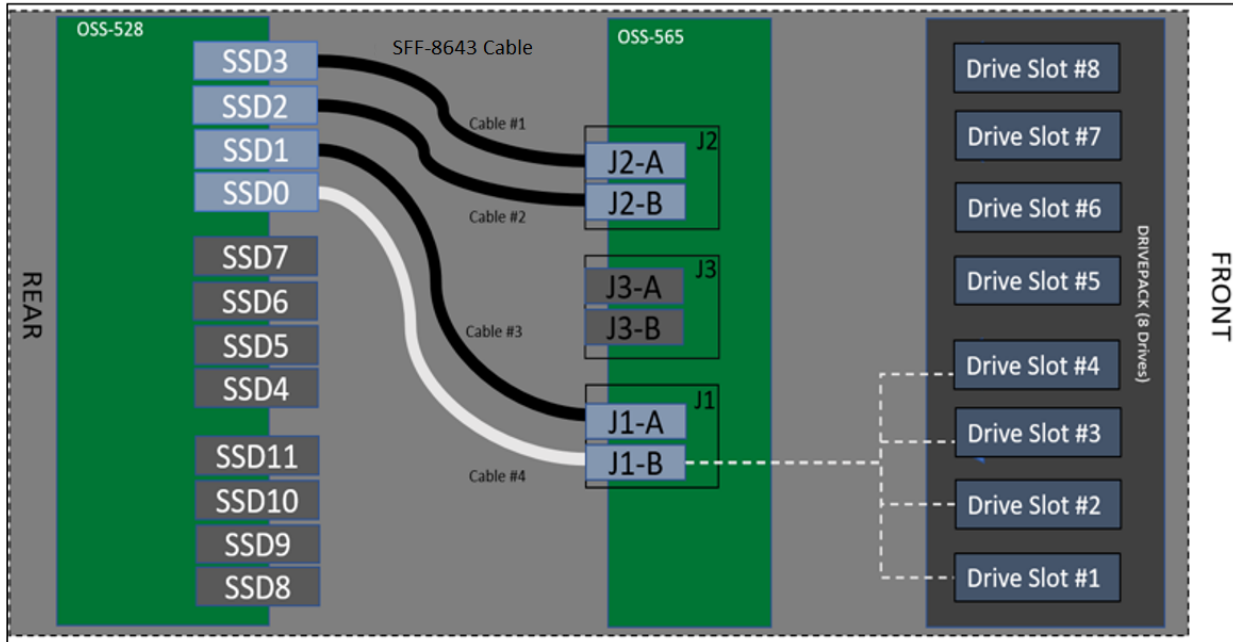 OSS-528
SFF-8643 Cable
OSS-565
SSD3
SSD2
SSD1
SSD0
SSD7
SSD6
SSD5
SSD4
SSD11
SSD10
SSD9
SSD8
REAR
Cable #1
Cable #2
Cable #3
Cable #4
J2
J2-A
J2-B
J3
J3-A
J3-B
J1
J1-A
J1-B
Drive Slot #8
Drive Slot #7
Drive Slot #6
Drive Slot #5
Drive Slot #4
Drive Slot #3
Drive Slot #2
Drive Slot #1
DRIVEPACK (8 Drives)
FRONT